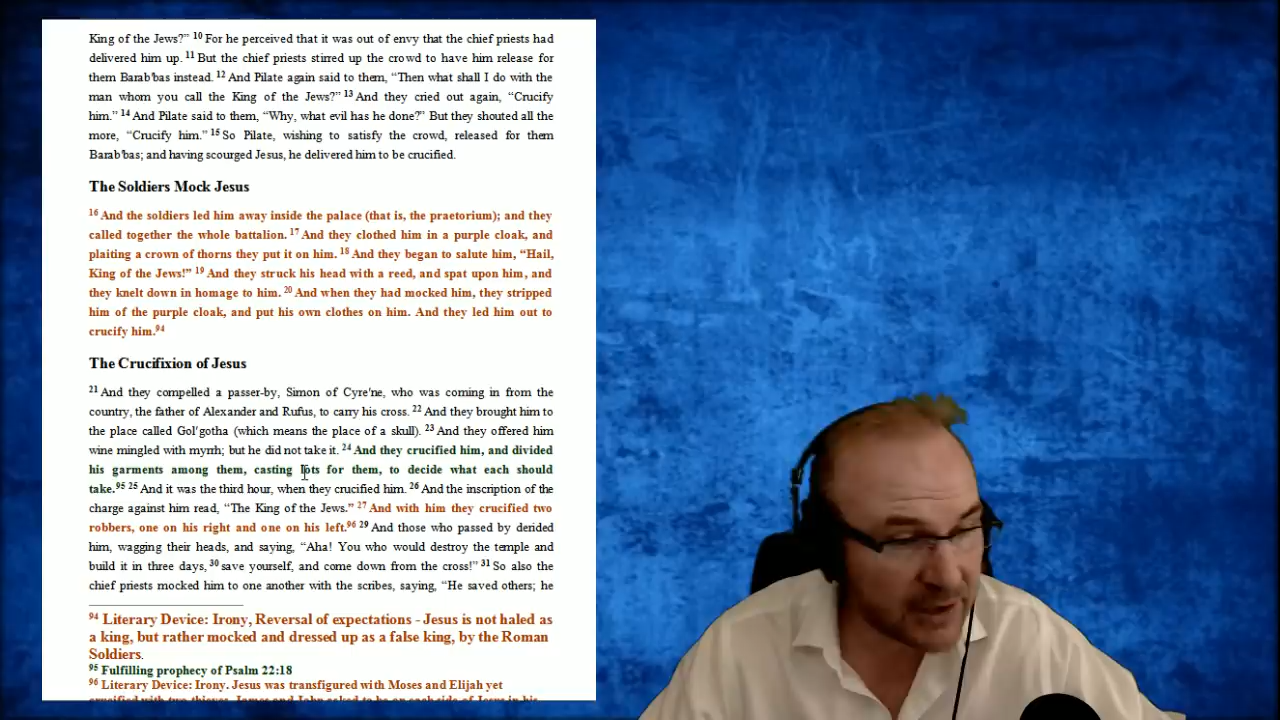 King of the Jews?” 10 For he perceived that it was out of envy that the chief priests had
delivered him up. 11 But the chief priests stirred up the crowd to have him release for
them Barab′bas instead. 12 And Pilate again said to them, “Then what shall I do with the
man whom you call the King of the Jews?” 13 And they cried out again, “Crucify
him.” 14 And Pilate said to them, “Why, what evil has he done?” But they shouted all the
more, “Crucify him.” 15 So Pilate, wishing to satisfy the crowd, released for them
Barab′bas; and having scourged Jesus, he delivered him to be crucified.
The Soldiers Mock Jesus
16 And the soldiers led him away inside the palace (that is, the praetorium); and they
called together the whole battalion. 17 And they clothed him in a purple cloak, and
plaiting a crown of thorns they put it on him. 18 And they began to salute him, “Hail,
King of the Jews!” 19 And they struck his head with a reed, and spat upon him, and
they knelt down in homage to him. 20 And when they had mocked him, they stripped
him of the purple cloak, and put his own clothes on him. And they led him out to
crucify him.94
The Crucifixion of Jesus
21 And they compelled a passer-by, Simon of Cyre′ne, who was coming in from the
country, the father of Alexander and Rufus, to carry his cross. 22 And they brought him to
the place called Gol′gotha (which means the place of a skull). 23 And they offered him
wine mingled with myrrh; but he did not take it. 24 And they crucified him, and divided
his garments among them, casting lots for them, to decide what each should
take.95 25 And it was the third hour, when they crucified him. 26 And the inscription of the
charge against him read, “The King of the Jews.” 27 And with him they crucified two
robbers, one on his right and one on his left.96 29 And those who passed by derided
him, wagging their heads, and saying, “Aha! You who would destroy the temple and
build it in three days, 30 save yourself, and come down from the cross!” 31 So also the
chief priests mocked him to one another with the scribes, saying, “He saved others; he
94 Literary Device: Irony, Reversal of expectations - Jesus is not haled as
a king, but rather mocked and dressed up as a false king, by the Roman
Soldiers.
95 Fulfilling prophecy of Psalm 22:18
96 Literary Device: Irony. Jesus was transfigured with Moses and Elijah yet
crucified with two thieves. James and John asked to be on each side of Jesus in his